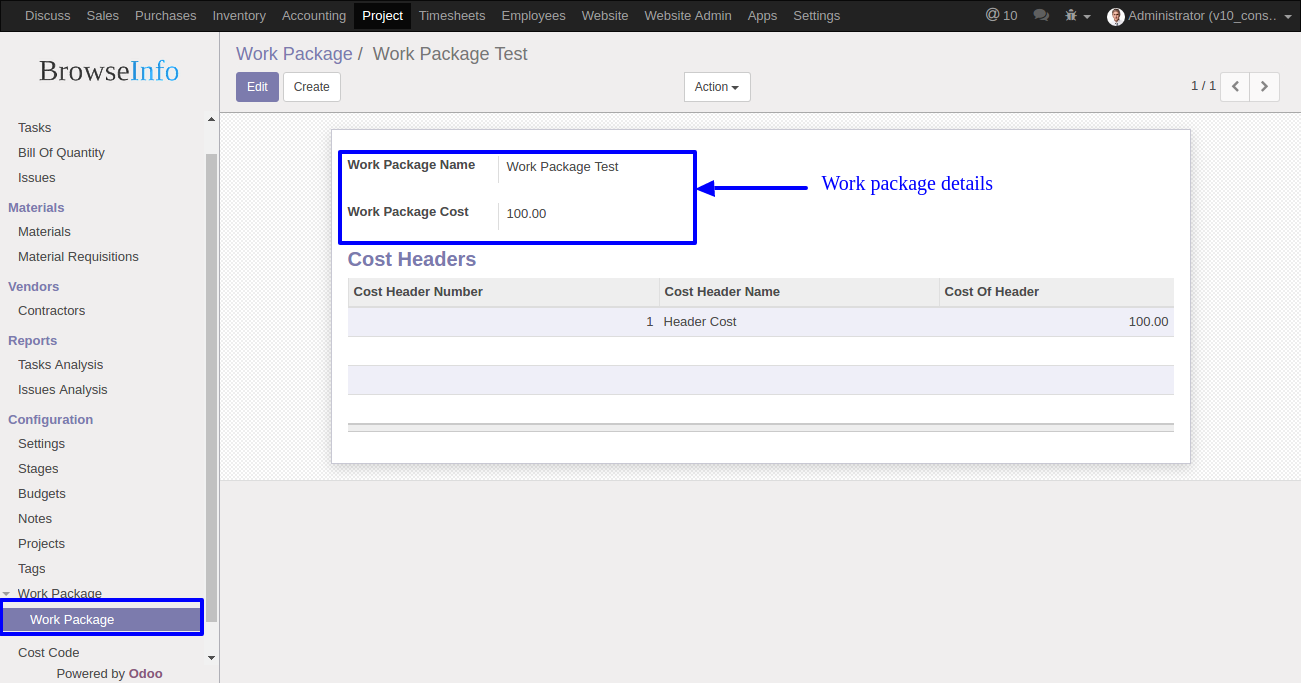 Discuss Sales Purchases Inventory Accounting Project Timesheets Employees Website Website Admin Apps Settings @ 10 Administrator (v10_cons..
BrowseInfo
Tasks
Bill Of Quantity
Issues
Materials
Materials
Material Requisitions
Vendors
Contractors
Reports
Tasks Analysis
Issues Analysis
Configuration
Settings
Stages
Budgets
Notes
Projects
Tags
Work Package
Work Package
Cost Code
Powered by Odoo
Work Package / Work Package Test
Edit Create Action 1 / 1
Work Package Name Work Package Test
Work package details
Work Package Cost 100.00
Cost Headers
Cost Header Number Cost Header Name Cost Of Header
1 Header Cost 100.00